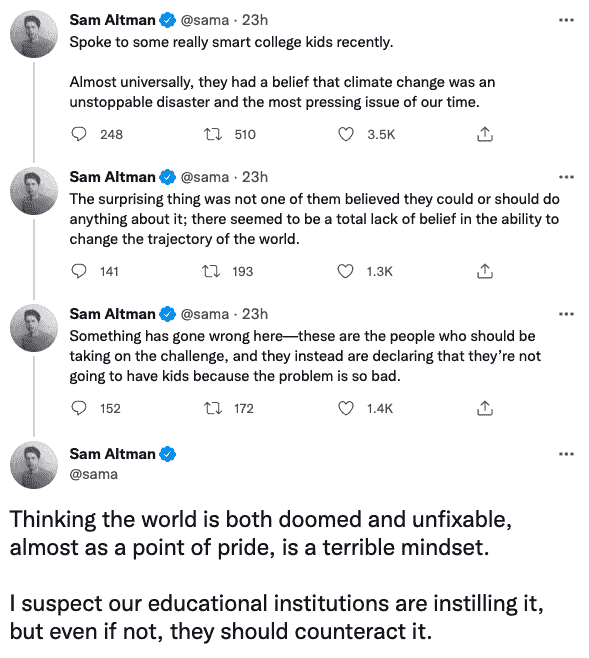 Sam Altman @sama · 23h
Spoke to some really smart college kids recently.
Almost universally, they had a belief that climate change was an
unstoppable disaster and the most pressing issue of our time.
248 510 3.5K
Sam Altman @sama · 23h
The surprising thing was not one of them believed they could or should do
anything about it; there seemed to be a total lack of belief in the ability to
change the trajectory of the world.
141 193 1.3K
Sam Altman @sama · 23h
Something has gone wrong here—these are the people who should be
taking on the challenge, and they instead are declaring that they’re not
going to have kids because the problem is so bad.
152 172 1.4K
Sam Altman
@sama
Thinking the world is both doomed and unfixable,
almost as a point of pride, is a terrible mindset.
I suspect our educational institutions are instilling it,
but even if not, they should counteract it.